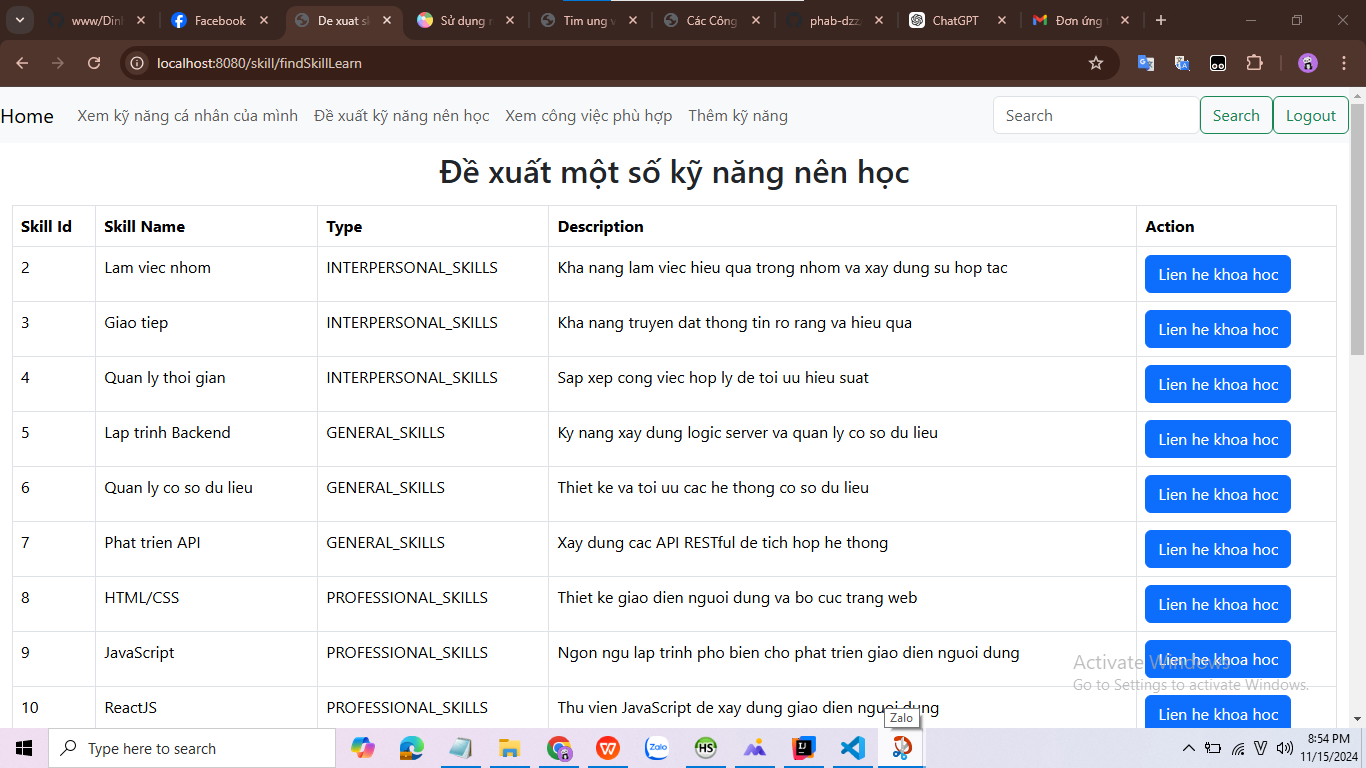 www/Dinh
Facebook
De xuat sk
Sử dụng n
Tim ung v
Các Công
phab-dzz/
ChatGPT
Đơn ứng
localhost:8080/skill/findSkillLearn
Home Xem kỹ năng cá nhân của mình Đề xuất kỹ năng nên học Xem công việc phù hợp Thêm kỹ năng Search Search Logout
Đề xuất một số kỹ năng nên học
Skill Id Skill Name Type Description Action
2 Lam viec nhom INTERPERSONAL_SKILLS Kha nang lam viec hieu qua trong nhom va xay dung su hop tac Lien he khoa hoc
3 Giao tiep INTERPERSONAL_SKILLS Kha nang truyen dat thong tin ro rang va hieu qua Lien he khoa hoc
4 Quan ly thoi gian INTERPERSONAL_SKILLS Sap xep cong viec hop ly de toi uu hieu suat Lien he khoa hoc
5 Lap trinh Backend GENERAL_SKILLS Ky nang xay dung logic server va quan ly co so du lieu Lien he khoa hoc
6 Quan ly co so du lieu GENERAL_SKILLS Thiet ke va toi uu cac he thong co so du lieu Lien he khoa hoc
7 Phat trien API GENERAL_SKILLS Xay dung cac API RESTful de tich hop he thong Lien he khoa hoc
8 HTML/CSS PROFESSIONAL_SKILLS Thiet ke giao dien nguoi dung va bo cuc trang web Lien he khoa hoc
9 JavaScript PROFESSIONAL_SKILLS Ngon ngu lap trinh pho bien cho phat trien giao dien nguoi dung Lien he khoa hoc
Activate Windows
Go to Settings to activate Windows.
10 ReactJS PROFESSIONAL_SKILLS Thu vien JavaScript de xay dung giao dien nguoi dung Lien he khoa hoc
Zalo
Type here to search
Zalo
HS
8:54 PM
11/15/2024